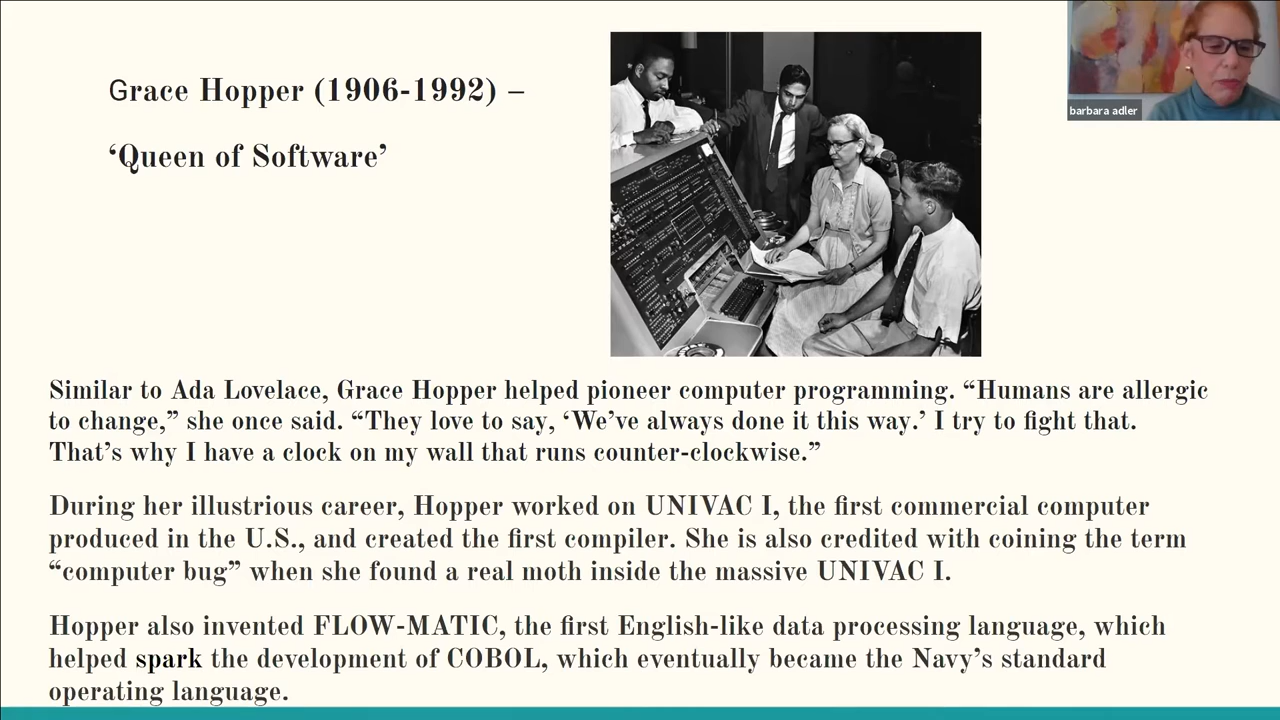 Grace Hopper (1906-1992) –
‘Queen of Software’
barbara adler
Similar to Ada Lovelace, Grace Hopper helped pioneer computer programming. “Humans are allergic
to change,” she once said. “They love to say, ‘We’ve always done it this way.’ I try to fight that.
That’s why I have a clock on my wall that runs counter-clockwise.”
During her illustrious career, Hopper worked on UNIVAC I, the first commercial computer
produced in the U.S., and created the first compiler. She is also credited with coining the term
“computer bug” when she found a real moth inside the massive UNIVAC I.
Hopper also invented FLOW-MATIC, the first English-like data processing language, which
helped spark the development of COBOL, which eventually became the Navy’s standard
operating language.